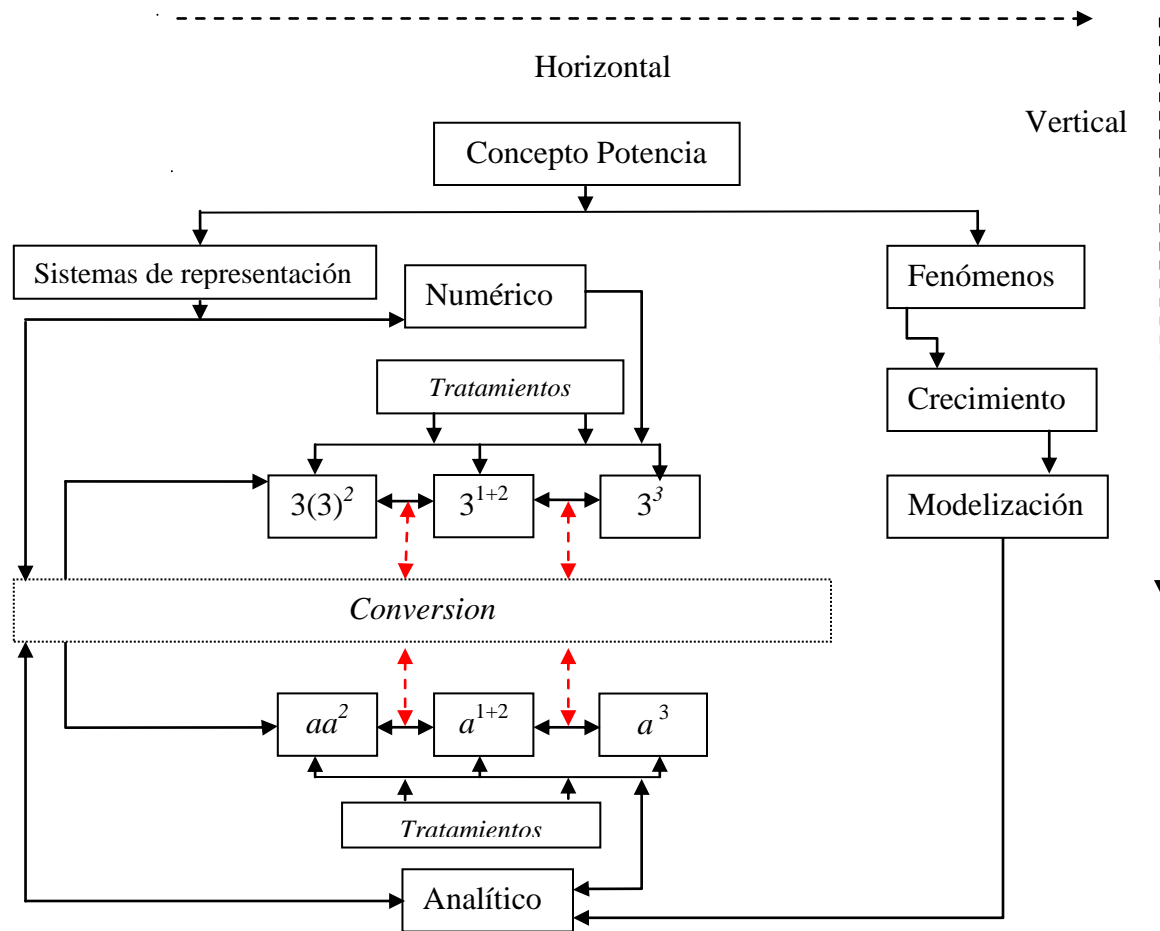 Horizontal
Vertical
Concepto Potencia
Sistemas de representación
Numérico
Fenómenos
Tratamientos
Crecimiento
3(3)²
3¹⁺²
3³
Modelización
Conversion
aa²
a¹⁺²
a³
Tratamientos
Analítico